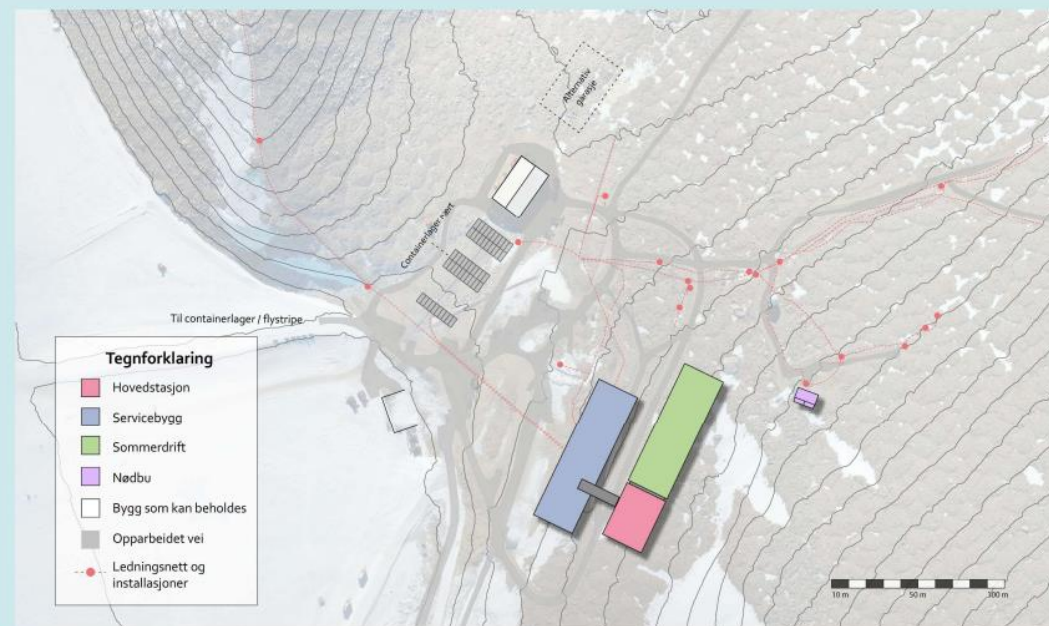 Alternativ
garasje
Containerlager nært
Til containerlager / flystripe
Tegnforklaring
Hovedstasjon
Servicebygg
Sommerdrift
Nødbu
Bygg som kan beholdes
Opparbeidet vei
Ledningsnett og
installasjoner
10 m 50 m 100 m